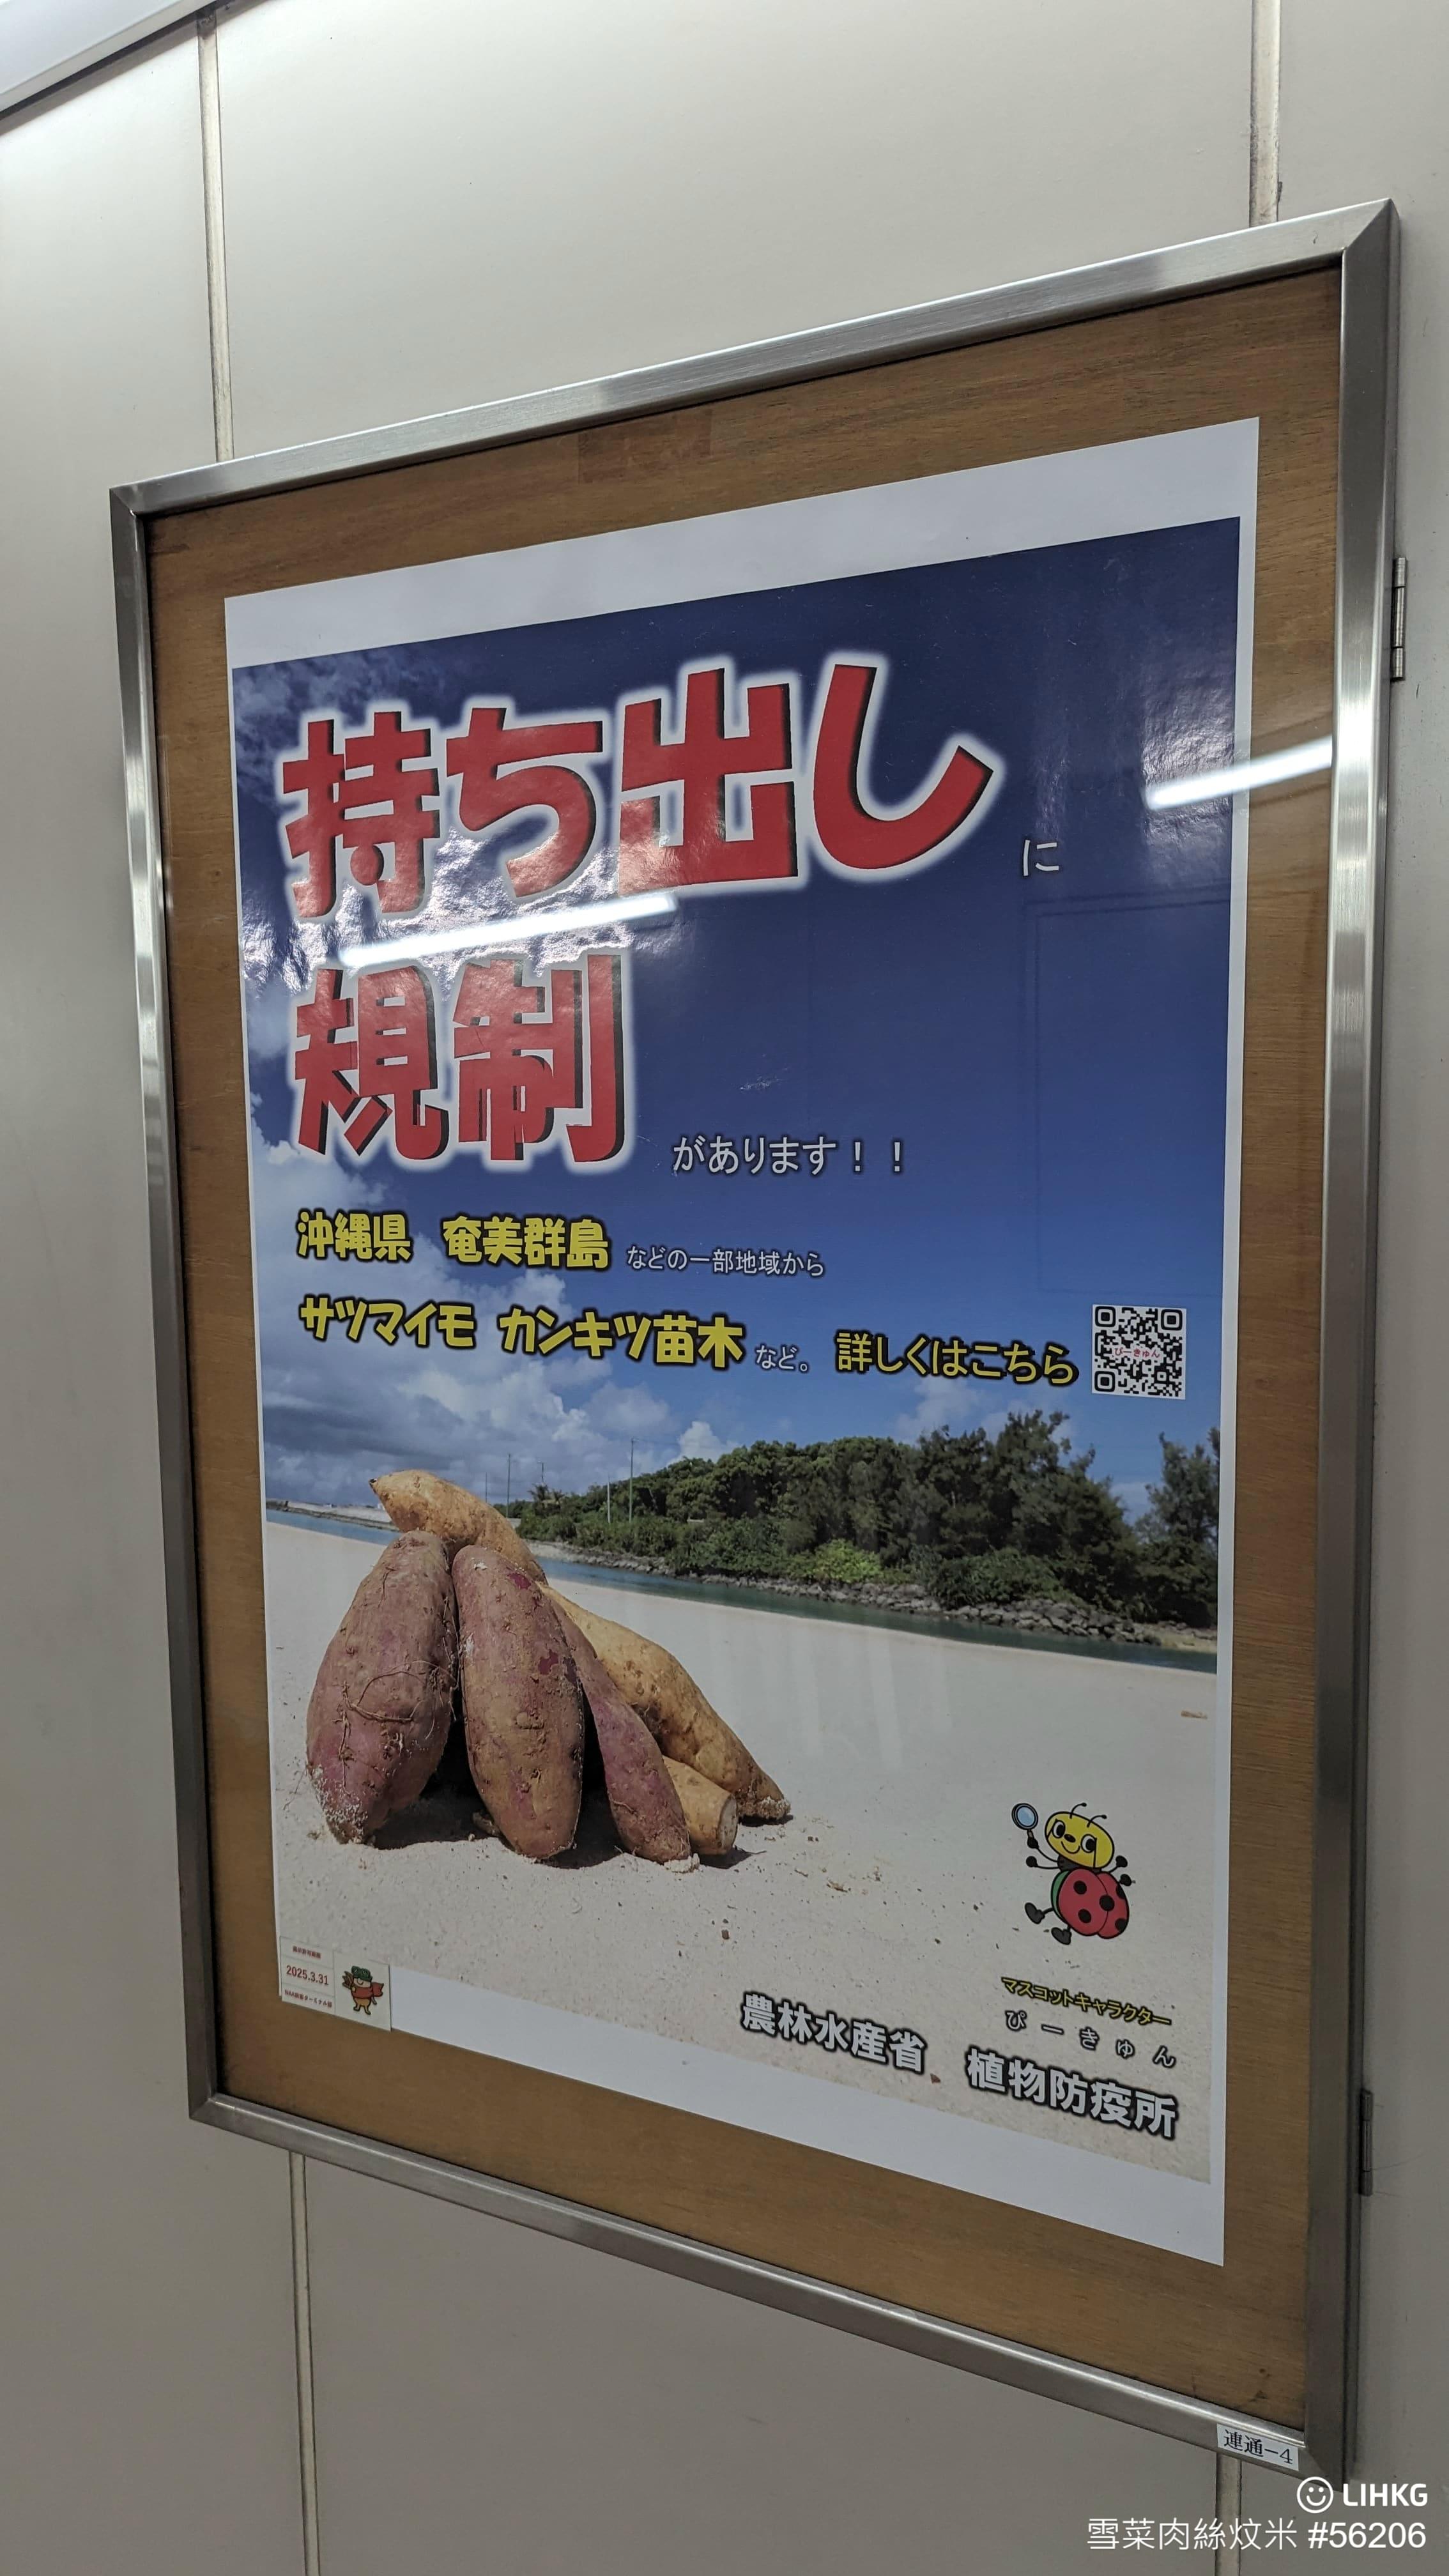 持ち出しに
規制があります！！
沖縄県 奄美群島などの一部地域から
サツマイモ カンキツ苗木など。 詳しくはこちら
ぴーきゅん
2025.3.31
マスコットキャラクター
ぴーきゅん
農林水産省 植物防疫所
連通-4
LIHKG
雪菜肉絲炆米 #56206